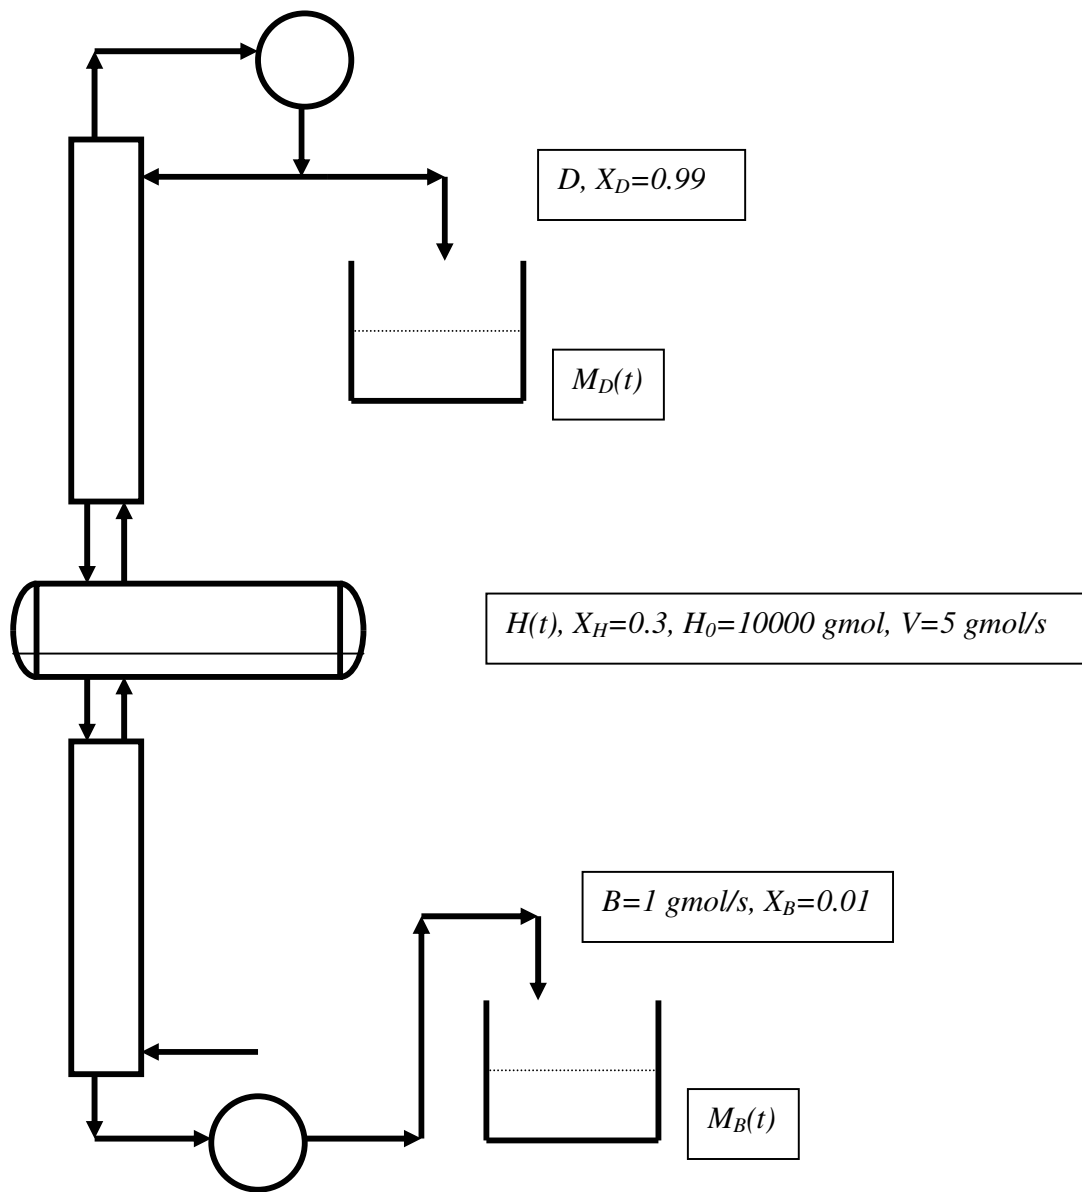 D, X_D=0.99
M_D(t)
H(t), X_H=0.3, H_0=10000 gmol, V=5 gmol/s
B=1 gmol/s, X_B=0.01
M_B(t)